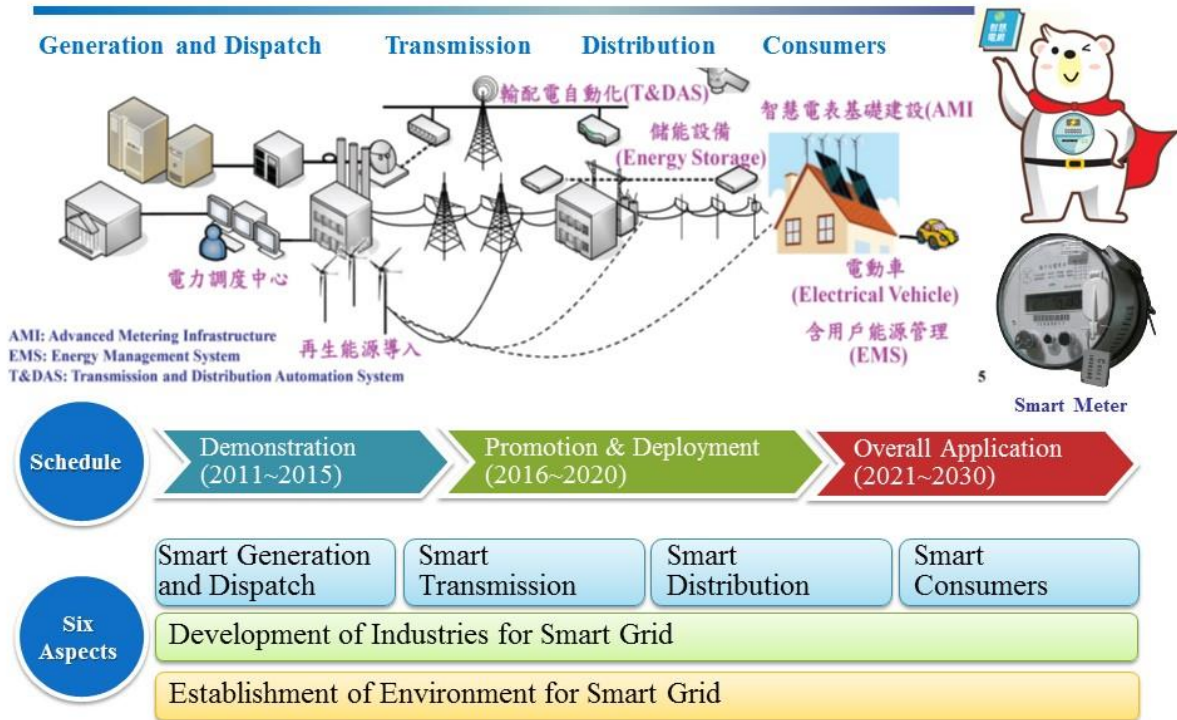 Generation and Dispatch
Transmission
Distribution
Consumers
智慧
電網
輸配電自動化(T&DAS)
智慧電表基礎建設(AMI
儲能設備
(Energy Storage)
電力調度中心
電動車
(Electrical Vehicle)
再生能源導入
含用戶能源管理
(EMS)
AMI: Advanced Metering Infrastructure
EMS: Energy Management System
T&DAS: Transmission and Distribution Automation System
5
Smart Meter
Schedule
Demonstration
(2011~2015)
Promotion & Deployment
(2016~2020)
Overall Application
(2021~2030)
Six
Aspects
Smart Generation
and Dispatch
Smart
Transmission
Smart
Distribution
Smart
Consumers
Development of Industries for Smart Grid
Establishment of Environment for Smart Grid